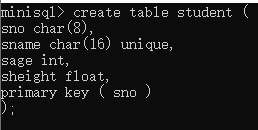 minisql> create table student (
sno char(8),
sname char(16) unique,
sage int,
sheight float,
primary key ( sno )
);